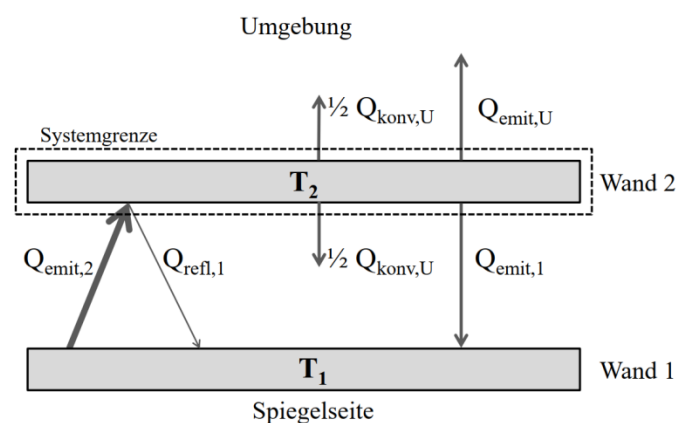 Umgebung
½ Q_konv,U
Q_emit,U
Systemgrenze
T_2
Wand 2
Q_emit,2
Q_refl,1
½ Q_konv,U
Q_emit,1
T_1
Wand 1
Spiegelseite